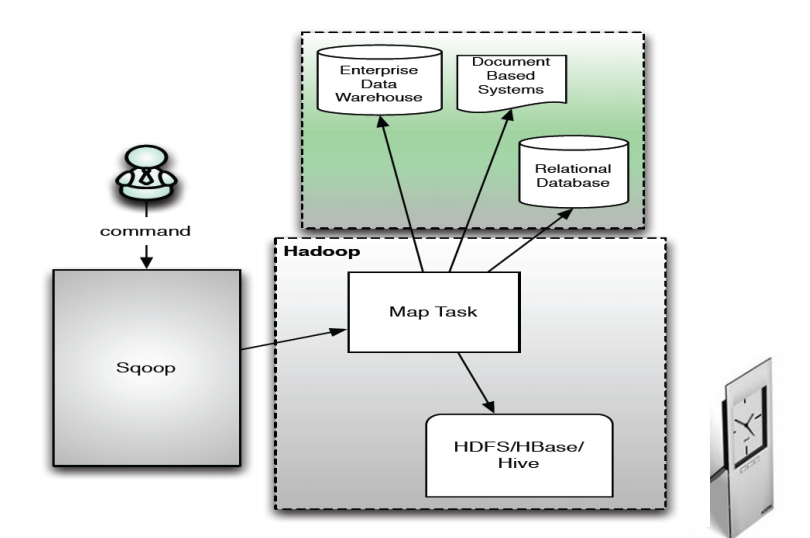 Enterprise
Data
Warehouse
Document
Based
Systems
Relational
Database
command
Hadoop
Map Task
Sqoop
HDFS/HBase/
Hive